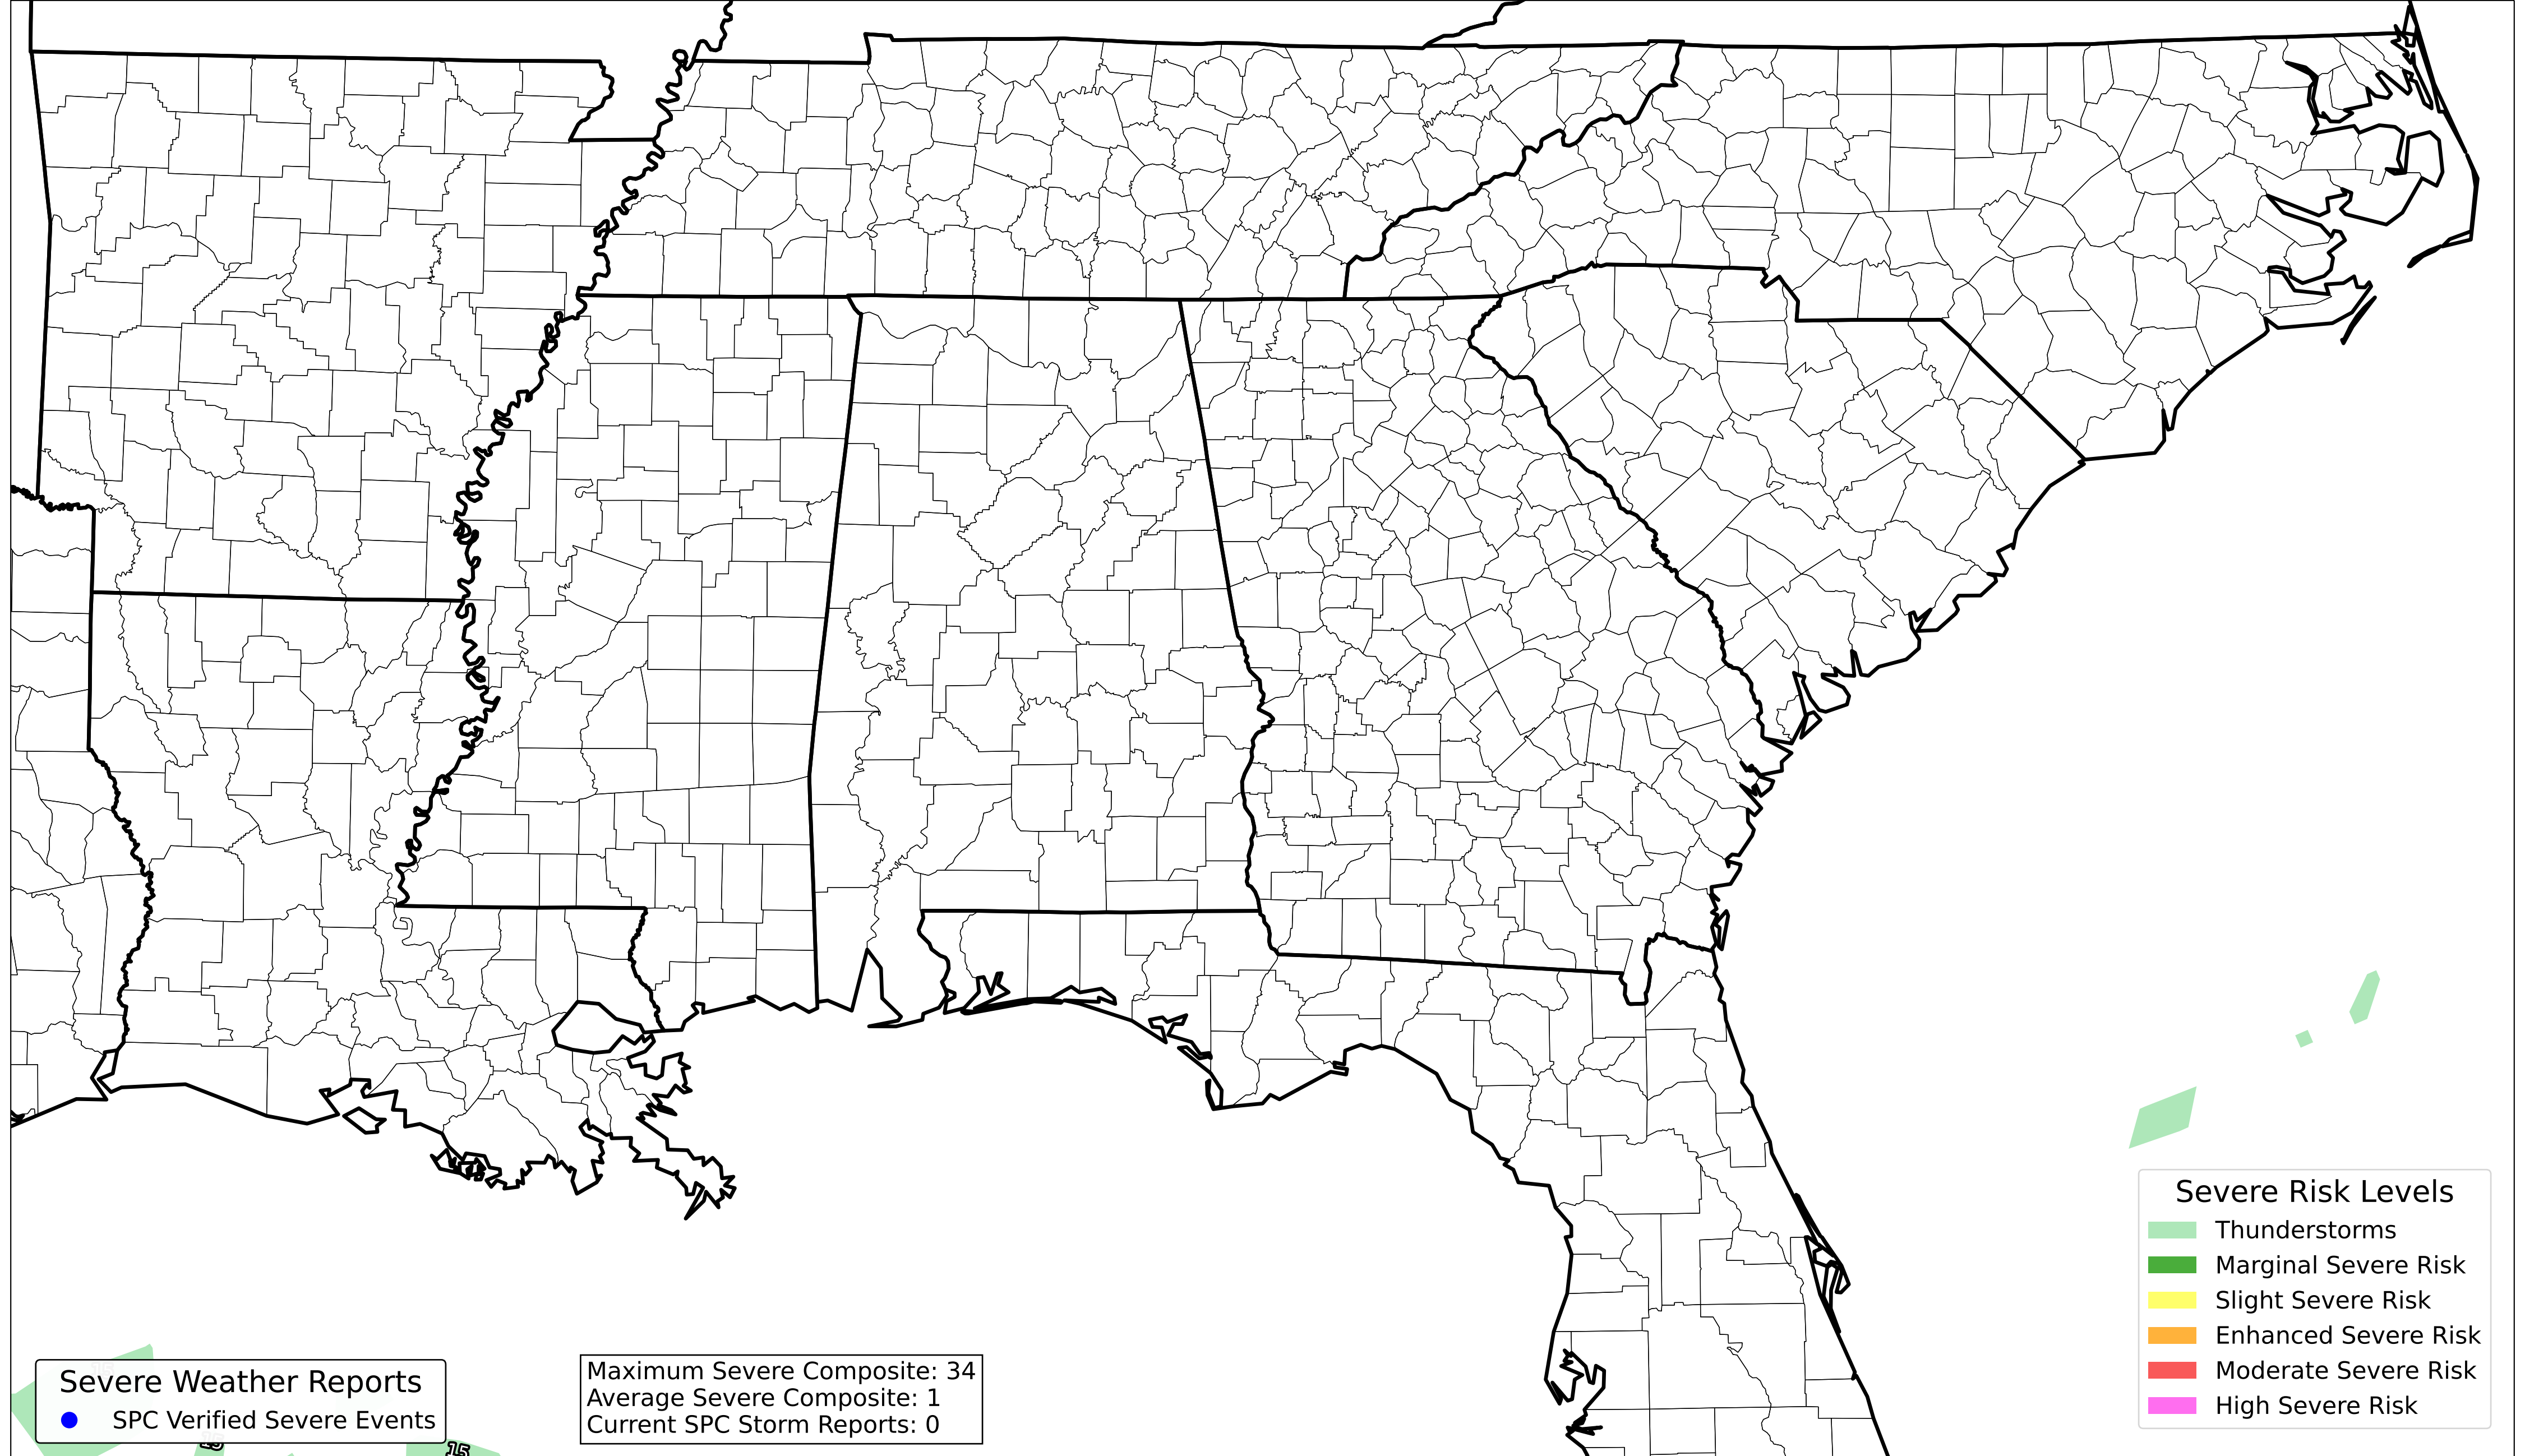 Severe Risk Levels
Thunderstorms
Marginal Severe Risk
Slight Severe Risk
Enhanced Severe Risk
Moderate Severe Risk
High Severe Risk
Severe Weather Reports
SPC Verified Severe Events
Maximum Severe Composite: 34
Average Severe Composite: 1
Current SPC Storm Reports: 0
15
15